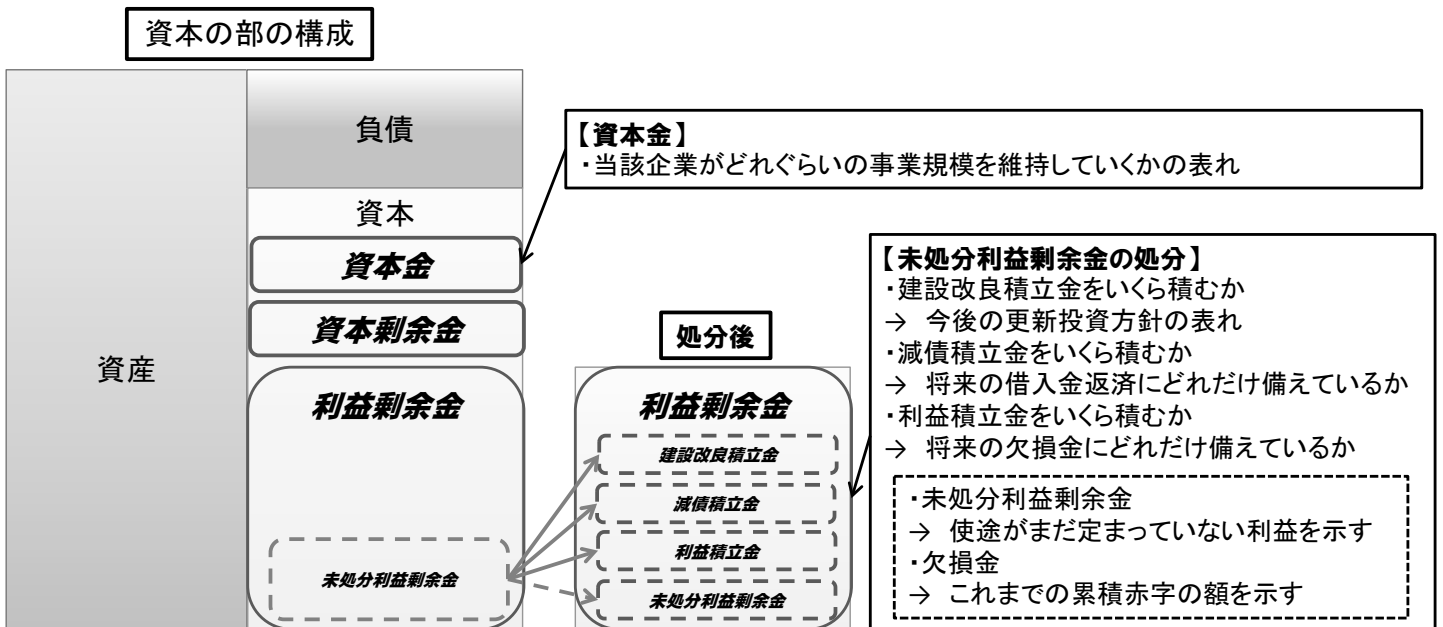 資本の部の構成
資産
負債
資本
資本金
資本剰余金
利益剰余金
未処分利益剰余金
処分後
利益剰余金
建設改良積立金
減債積立金
利益積立金
未処分利益剰余金
【資本金】
・当該企業がどれぐらいの事業規模を維持していくかの表れ
【未処分利益剰余金の処分】
・建設改良積立金をいくら積むか
→ 今後の更新投資方針の表れ
・減債積立金をいくら積むか
→ 将来の借入金返済にどれだけ備えているか
・利益積立金をいくら積むか
→ 将来の欠損金にどれだけ備えているか
・未処分利益剰余金
→ 使途がまだ定まっていない利益を示す
・欠損金
→ これまでの累積赤字の額を示す